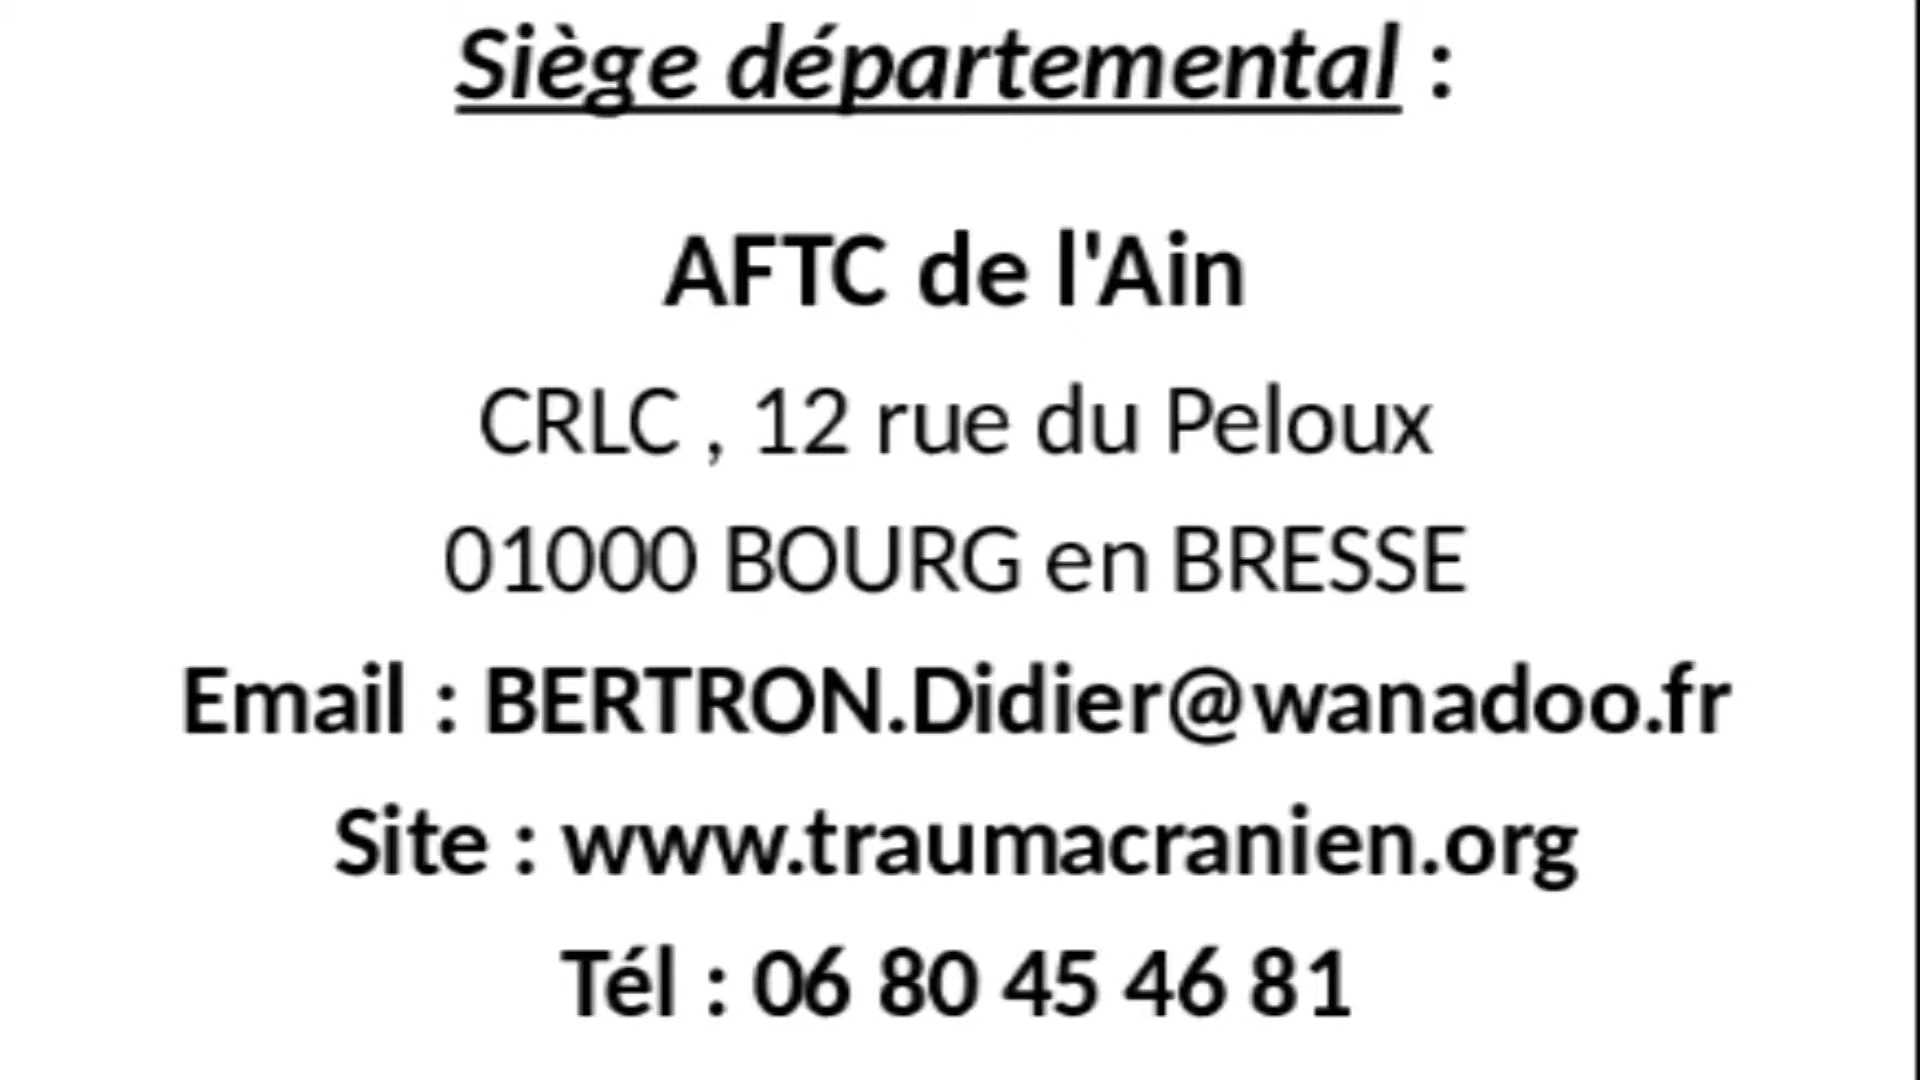 Siège départemental :
AFTC de l'Ain
CRLC , 12 rue du Peloux
01000 BOURG en BRESSE
Email : BERTRON.Didier@wanadoo.fr
Site : www.traumacranien.org
Tél : 06 80 45 46 81